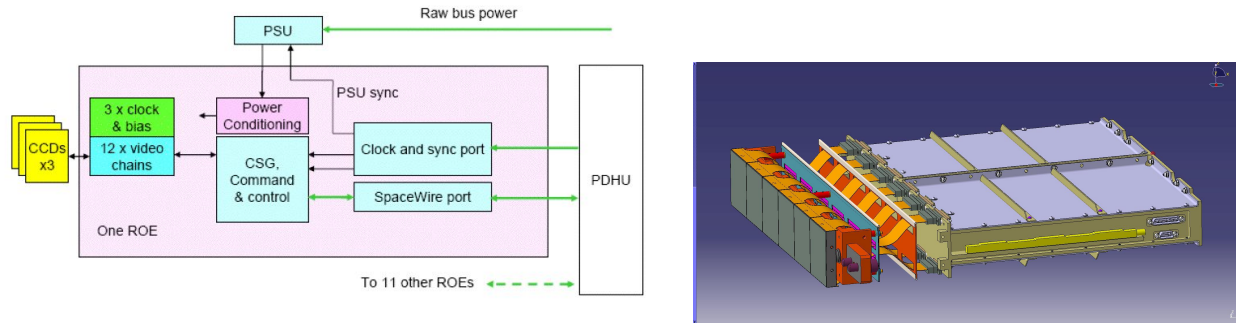 Raw bus power
PSU
PSU sync
3 x clock
& bias
Power
Conditioning
CCDs
x3
12 x video
chains
CSG,
Command
& control
Clock and sync port
SpaceWire port
PDHU
One ROE
To 11 other ROEs